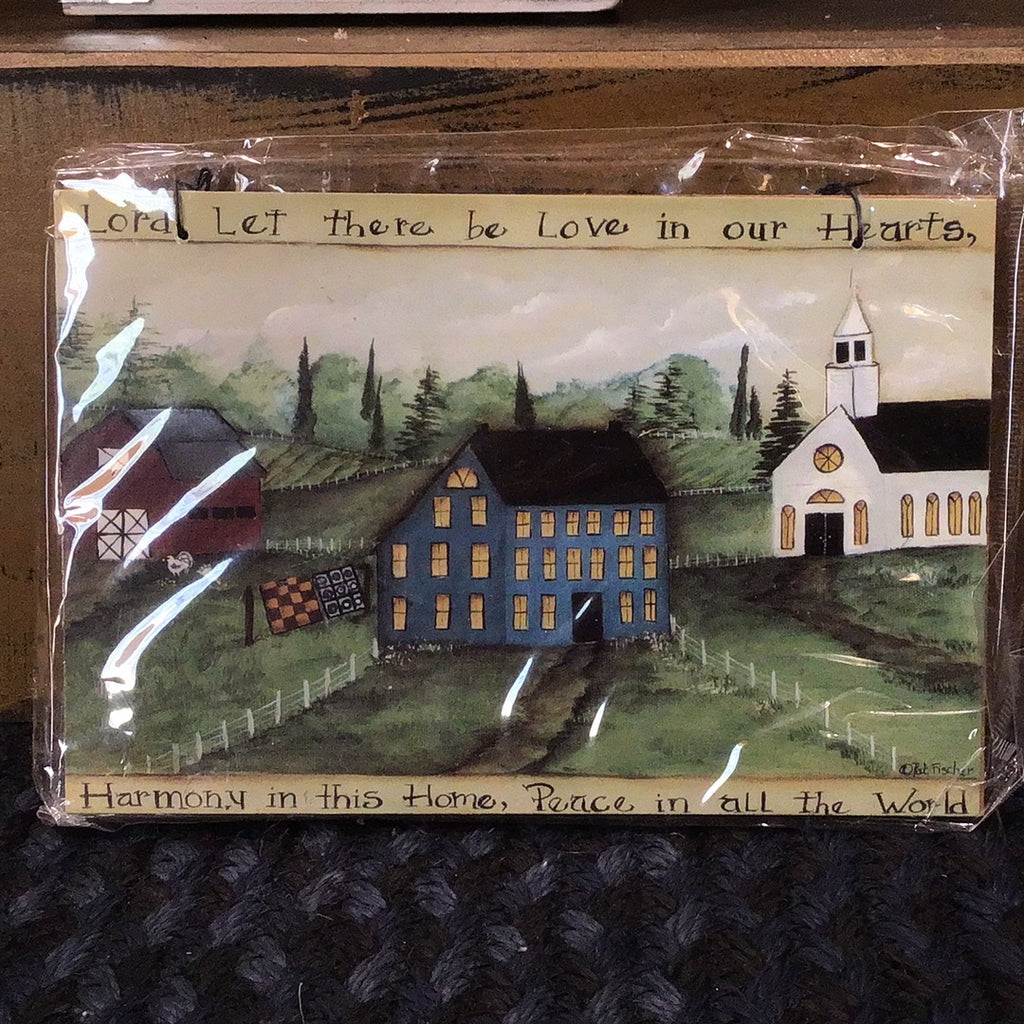 Lord Let there be Love in our Hearts,
©Pat Fischer
Harmony in this Home, Peace in all the World